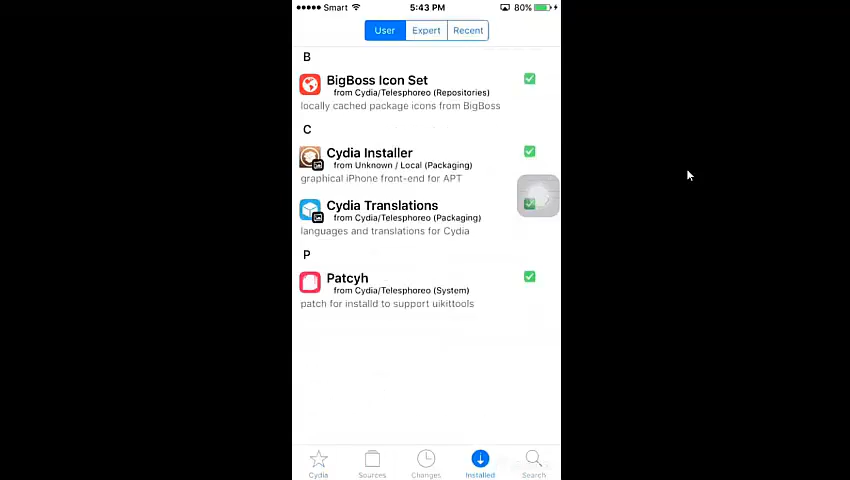 Smart 5:43 PM 80%
User Expert Recent
B
BigBoss Icon Set
from Cydia/Telesphoreo (Repositories)
locally cached package icons from BigBoss
C
Cydia Installer
from Unknown / Local (Packaging)
graphical iPhone front-end for APT
Cydia Translations
from Cydia/Telesphoreo (Packaging)
languages and translations for Cydia
P
Patcyh
from Cydia/Telesphoreo (System)
patch for installd to support uikittools
Cydia Sources Changes Installed Search